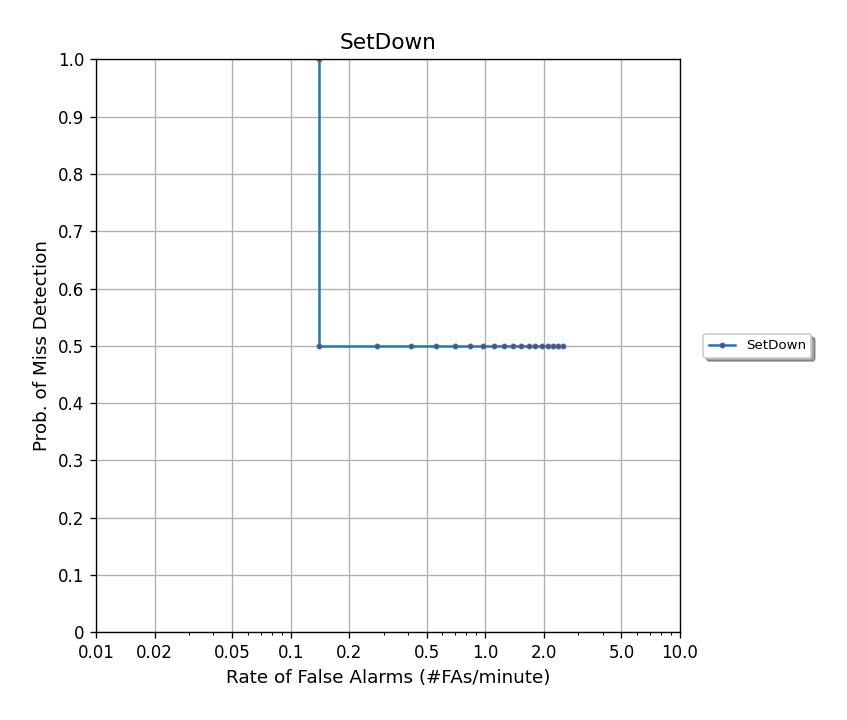 SetDown
1.0
0.9
0.8
0.7
0.6
0.5
0.4
0.3
0.2
0.1
0
Prob. of Miss Detection
0.01 0.02 0.05 0.1 0.2 0.5 1.0 2.0 5.0 10.0
Rate of False Alarms (#FAs/minute)
SetDown